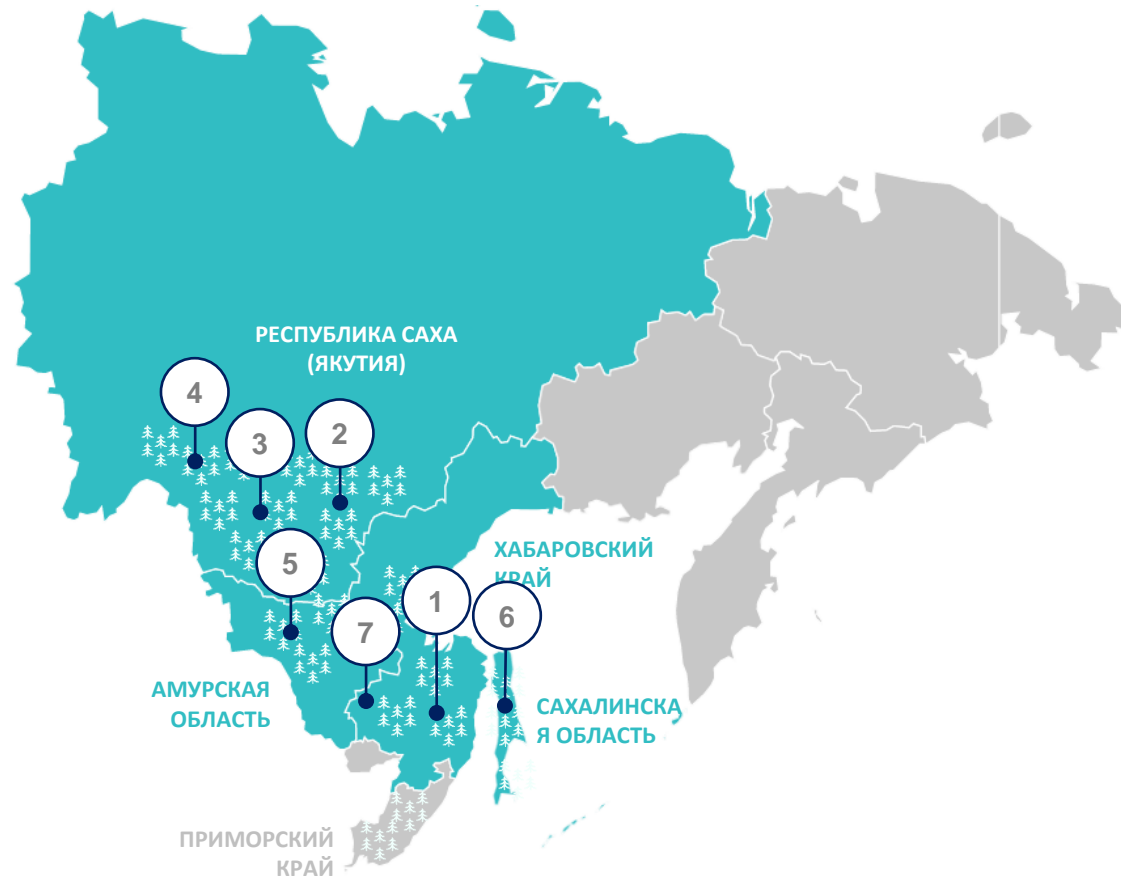 РЕСПУБЛИКА САХА
(ЯКУТИЯ)
4
3
2
5
ХАБАРОВСКИЙ
КРАЙ
1
6
7
АМУРСКАЯ
ОБЛАСТЬ
САХАЛИНСКА
Я ОБЛАСТЬ
ПРИМОРСКИЙ
КРАЙ